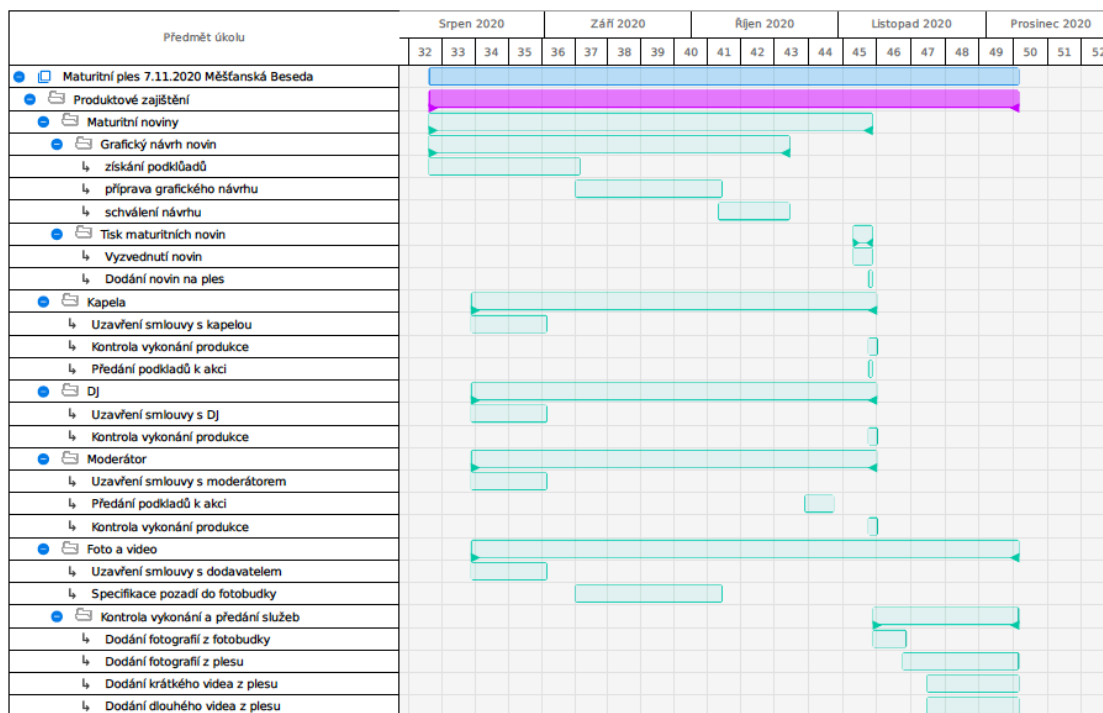 Předmět úkolu
Srpen 2020 Září 2020 Říjen 2020 Listopad 2020 Prosinec 2020
32 33 34 35 36 37 38 39 40 41 42 43 44 45 46 47 48 49 50 51 52
Maturitní ples 7.11.2020 Měšťanská Beseda
Produktové zajištění
Maturitní noviny
Grafický návrh novin
získání podklůadů
příprava grafického návrhu
schválení návrhu
Tisk maturitních novin
Vyzvednutí novin
Dodání novin na ples
Kapela
Uzavření smlouvy s kapelou
Kontrola vykonání produkce
Předání podkladů k akci
DJ
Uzavření smlouvy s DJ
Kontrola vykonání produkce
Moderátor
Uzavření smlouvy s moderátorem
Předání podkladů k akci
Kontrola vykonání produkce
Foto a video
Uzavření smlouvy s dodavatelem
Specifikace pozadí do fotobudky
Kontrola vykonání a předání služeb
Dodání fotografií z fotobudky
Dodání fotografií z plesu
Dodání krátkého videa z plesu
Dodání dlouhého videa z plesu